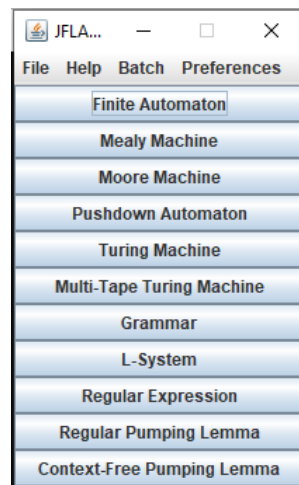 JFLA...
File Help Batch Preferences
Finite Automaton
Mealy Machine
Moore Machine
Pushdown Automaton
Turing Machine
Multi-Tape Turing Machine
Grammar
L-System
Regular Expression
Regular Pumping Lemma
Context-Free Pumping Lemma